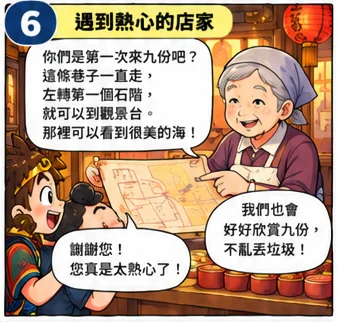 6 遇到熱心的店家
你們是第一次來九份吧？
這條巷子一直走，
左轉第一個石階，
就可以到觀景台。
那裡可以看到很美的海！
謝謝您！
您真是太熱心了！
我們也會
好好欣賞九份，
不亂丟垃圾！